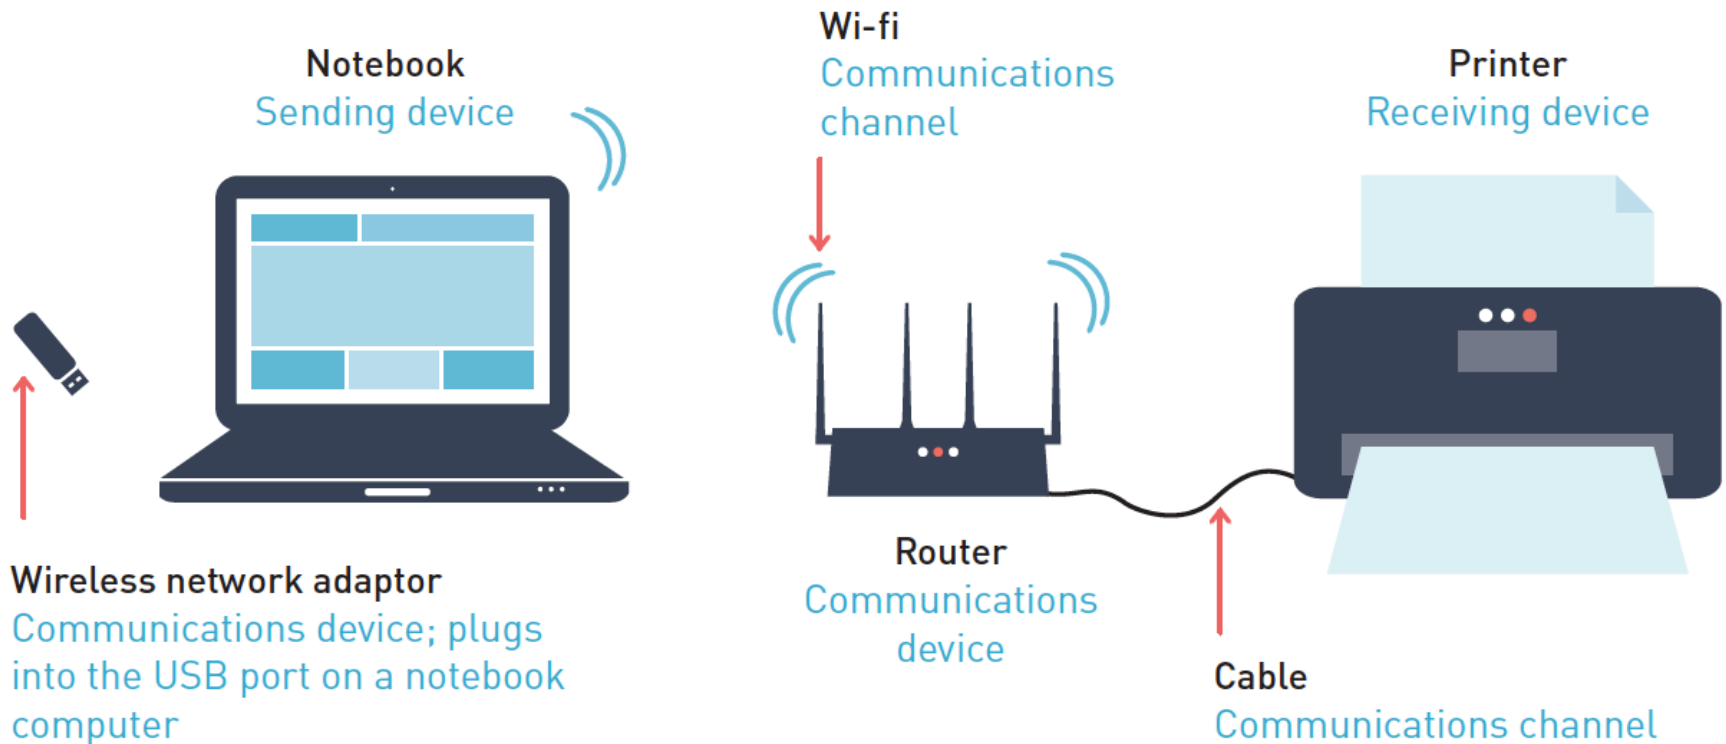 Notebook
Sending device
Wi-fi
Communications
channel
Printer
Receiving device
Wireless network adaptor
Communications device; plugs
into the USB port on a notebook
computer
Router
Communications
device
Cable
Communications channel